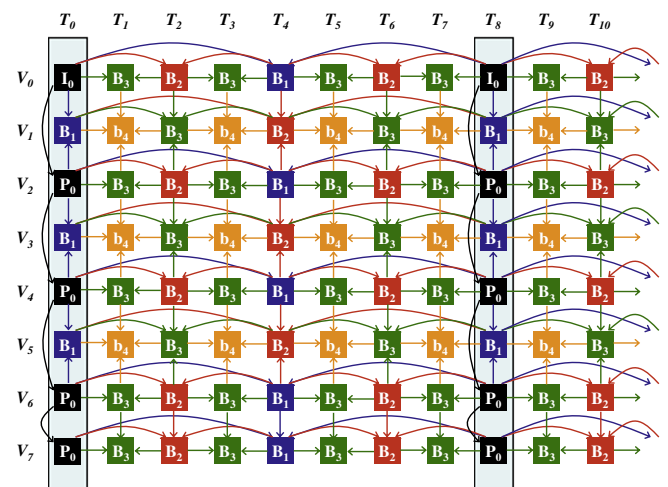 T0 T1 T2 T3 T4 T5 T6 T7 T8 T9 T10
V0 I0 B3 B2 B3 B1 B3 B2 B3 I0 B3 B2
V1 B1 b4 B3 b4 B2 b4 B3 b4 B1 b4 B3
V2 P0 B3 B2 B3 B1 B3 B2 B3 P0 B3 B2
V3 B1 b4 B3 b4 B2 b4 B3 b4 B1 b4 B3
V4 P0 B3 B2 B3 B1 B3 B2 B3 P0 B3 B2
V5 B1 b4 B3 b4 B2 b4 B3 b4 B1 b4 B3
V6 P0 B3 B2 B3 B1 B3 B2 B3 P0 B3 B2
V7 P0 B3 B2 B3 B1 B3 B2 B3 P0 B3 B2